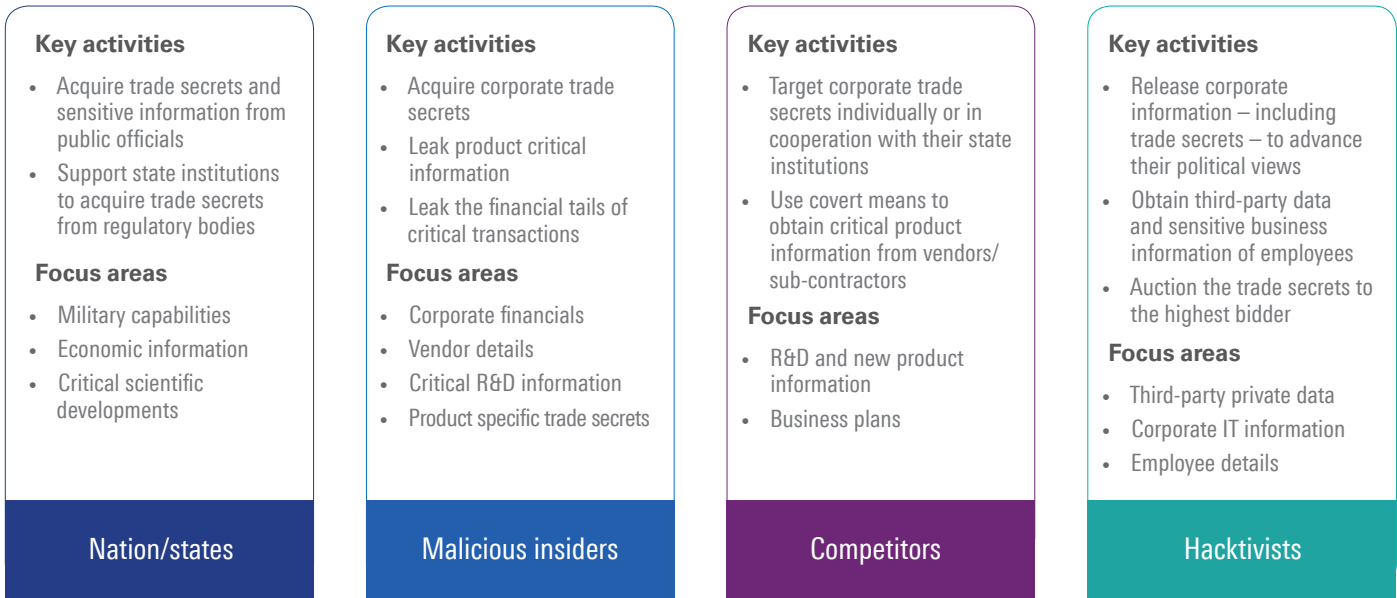 Key activities
• Acquire trade secrets and
sensitive information from
public officials
• Support state institutions
to acquire trade secrets
from regulatory bodies
Focus areas
• Military capabilities
• Economic information
• Critical scientific
developments
Nation/states
Key activities
• Acquire corporate trade
secrets
• Leak product critical
information
• Leak the financial tails of
critical transactions
Focus areas
• Corporate financials
• Vendor details
• Critical R&D information
• Product specific trade secrets
Malicious insiders
Key activities
• Target corporate trade
secrets individually or in
cooperation with their state
institutions
• Use covert means to
obtain critical product
information from vendors/
sub-contractors
Focus areas
• R&D and new product
information
• Business plans
Competitors
Key activities
• Release corporate
information – including
trade secrets – to advance
their political views
• Obtain third-party data
and sensitive business
information of employees
• Auction the trade secrets to
the highest bidder
Focus areas
• Third-party private data
• Corporate IT information
• Employee details
Hacktivists